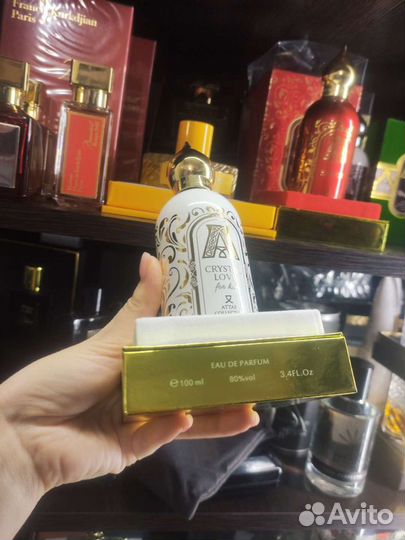 Francis Kurkdjian
Paris
CRYSTAL
LOVE
for her
ATTAR
COLLECTION
EAU DE PARFUM
℮ 100 ml 80%vol 3,4FL.Oz
Avito